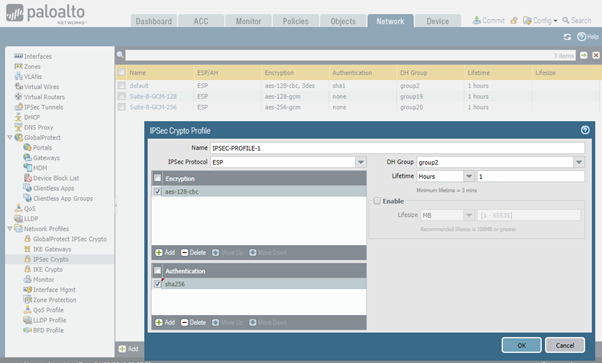 paloalto
NETWORKS
Dashboard ACC Monitor Policies Objects Network Device
Commit Config Search
Help
3 items
Interfaces
Zones
VLANs
Virtual Wires
Virtual Routers
IPSec Tunnels
DHCP
DNS Proxy
GlobalProtect
Portals
Gateways
MDM
Device Block List
Clientless Apps
Clientless App Groups
QoS
LLDP
Network Profiles
GlobalProtect IPSec Crypto
IKE Gateways
IPSec Crypto
IKE Crypto
Monitor
Interface Mgmt
Zone Protection
QoS Profile
LLDP Profile
BFD Profile
Name ESP/AH Encryption Authentication DH Group Lifetime Lifesize
default ESP aes-128-cbc, 3des sha1 group2 1 hours
Suite-B-GCM-128 ESP aes-128-gcm none group19 1 hours
Suite-B-GCM-256 ESP aes-256-gcm none group20 1 hours
IPSec Crypto Profile
Name IPSEC-PROFILE-1
IPSec Protocol ESP
DH Group group2
Lifetime Hours 1
Minimum lifetime = 3 mins
Encryption
aes-128-cbc
Enable
Lifesize MB [1 - 65535]
Recommended lifesize is 100MB or greater
Add Delete Move Up Move Down
Authentication
sha256
Add Delete Move Up Move Down
OK Cancel
Add